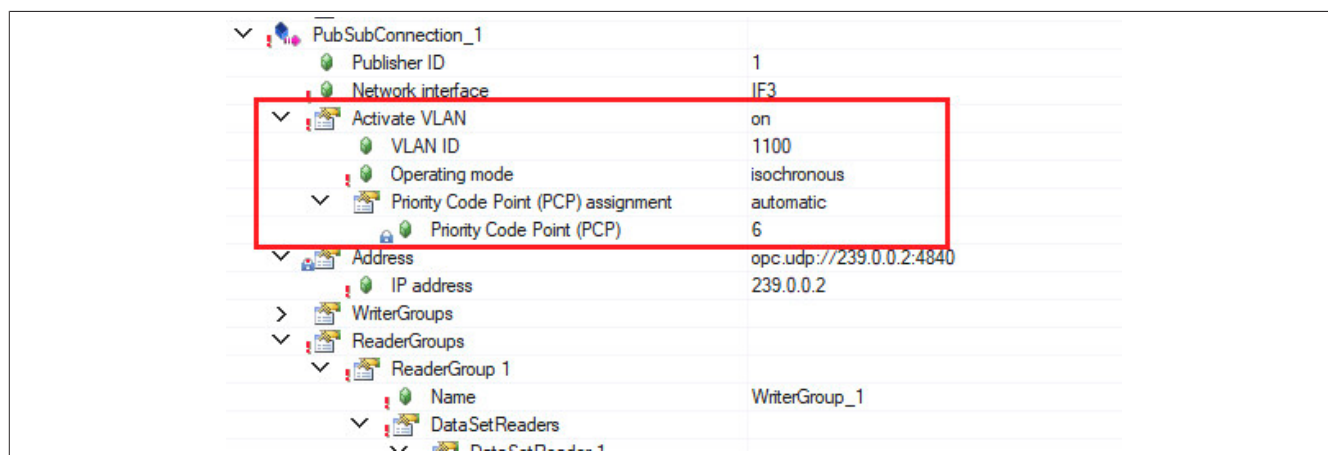 PubSubConnection_1
Publisher ID 1
Network interface IF3
Activate VLAN on
VLAN ID 1100
Operating mode isochronous
Priority Code Point (PCP) assignment automatic
Priority Code Point (PCP) 6
Address opc.udp://239.0.0.2:4840
IP address 239.0.0.2
WriterGroups
ReaderGroups
ReaderGroup 1
Name WriterGroup_1
DataSetReaders
DataSetReader 1